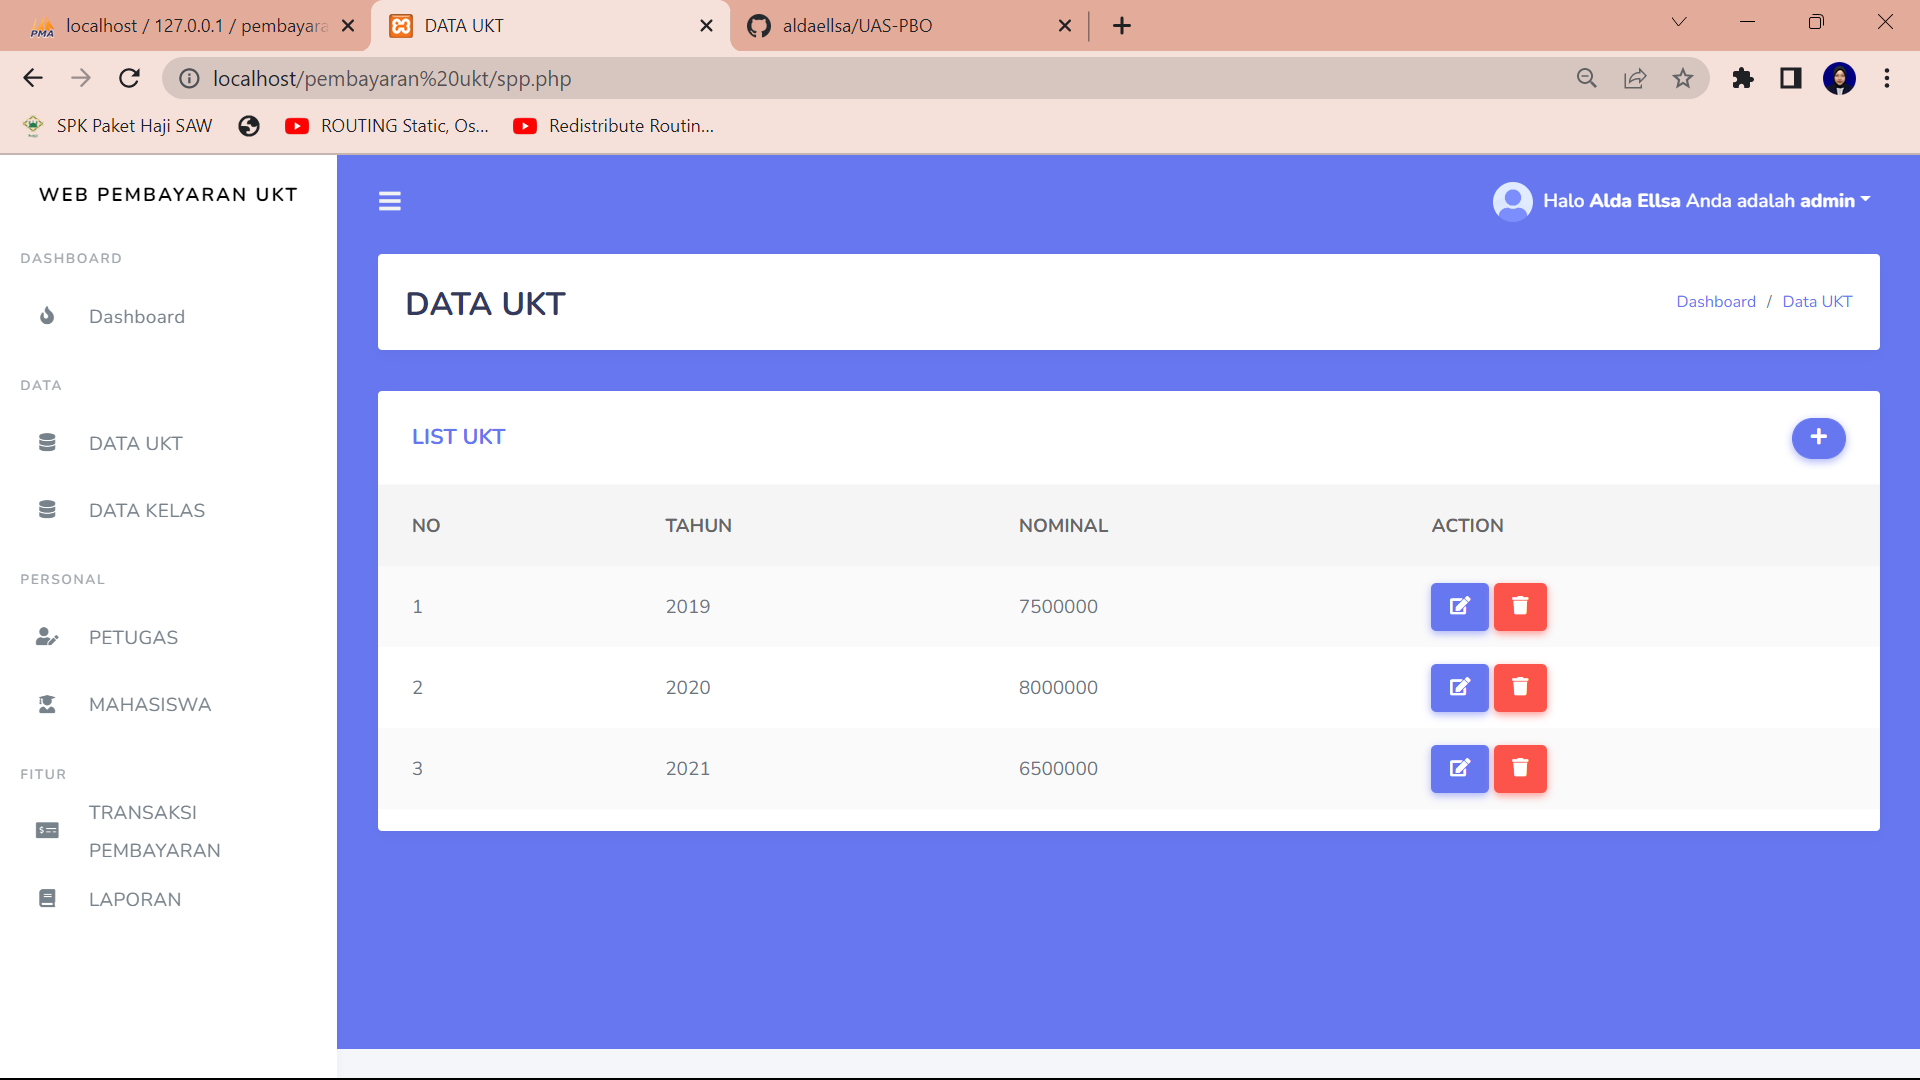 localhost / 127.0.0.1 / pembayara
DATA UKT
aldaellsa/UAS-PBO
localhost/pembayaran%20ukt/spp.php
SPK Paket Haji SAW
ROUTING Static, Os...
Redistribute Routin...
WEB PEMBAYARAN UKT
Halo Alda Ellsa Anda adalah admin
DASHBOARD
Dashboard
DATA
DATA UKT
DATA KELAS
PERSONAL
PETUGAS
MAHASISWA
FITUR
TRANSAKSI
PEMBAYARAN
LAPORAN
DATA UKT
Dashboard / Data UKT
LIST UKT
NO TAHUN NOMINAL ACTION
1 2019 7500000
2 2020 8000000
3 2021 6500000